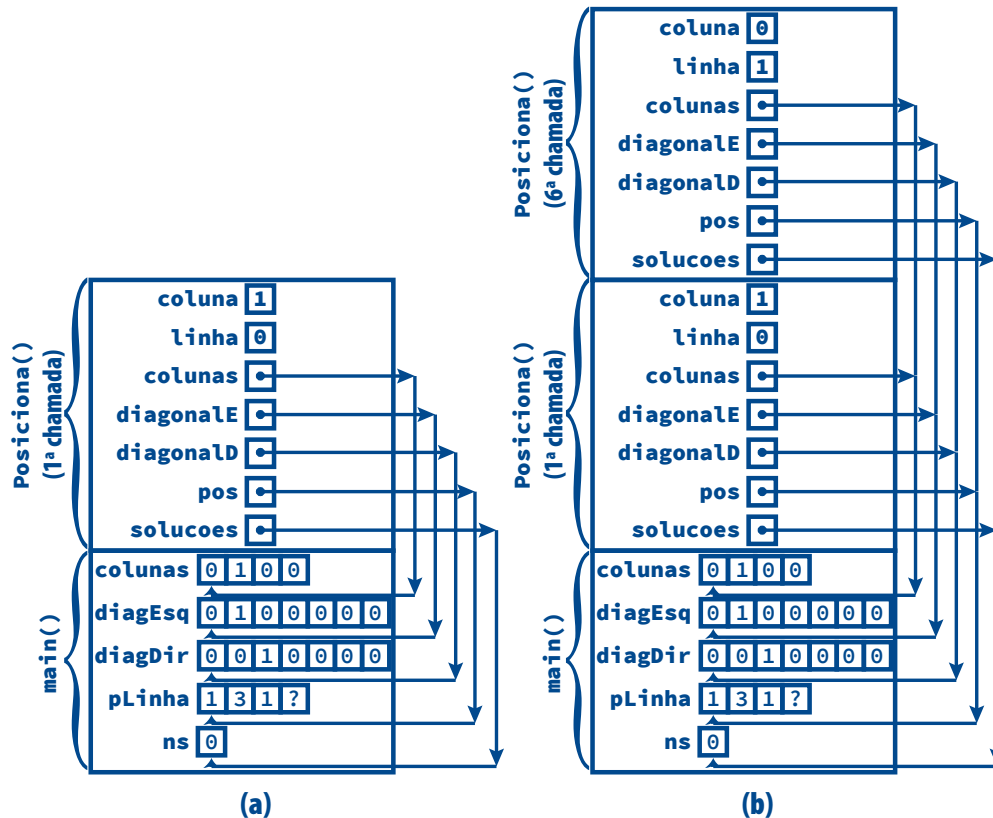 coluna 0
linha 1
colunas
diagonalE
diagonalD
pos
solucoes
Posiciona()
(6ª chamada)
coluna 1
linha 0
colunas
diagonalE
diagonalD
pos
solucoes
Posiciona()
(1ª chamada)
colunas 0 1 0 0
diagEsq 0 1 0 0 0 0 0
diagDir 0 0 1 0 0 0 0
pLinha 1 3 1 ?
ns 0
main()
(a)
coluna 1
linha 0
colunas
diagonalE
diagonalD
pos
solucoes
Posiciona()
(1ª chamada)
colunas 0 1 0 0
diagEsq 0 1 0 0 0 0 0
diagDir 0 0 1 0 0 0 0
pLinha 1 3 1 ?
ns 0
main()
(b)